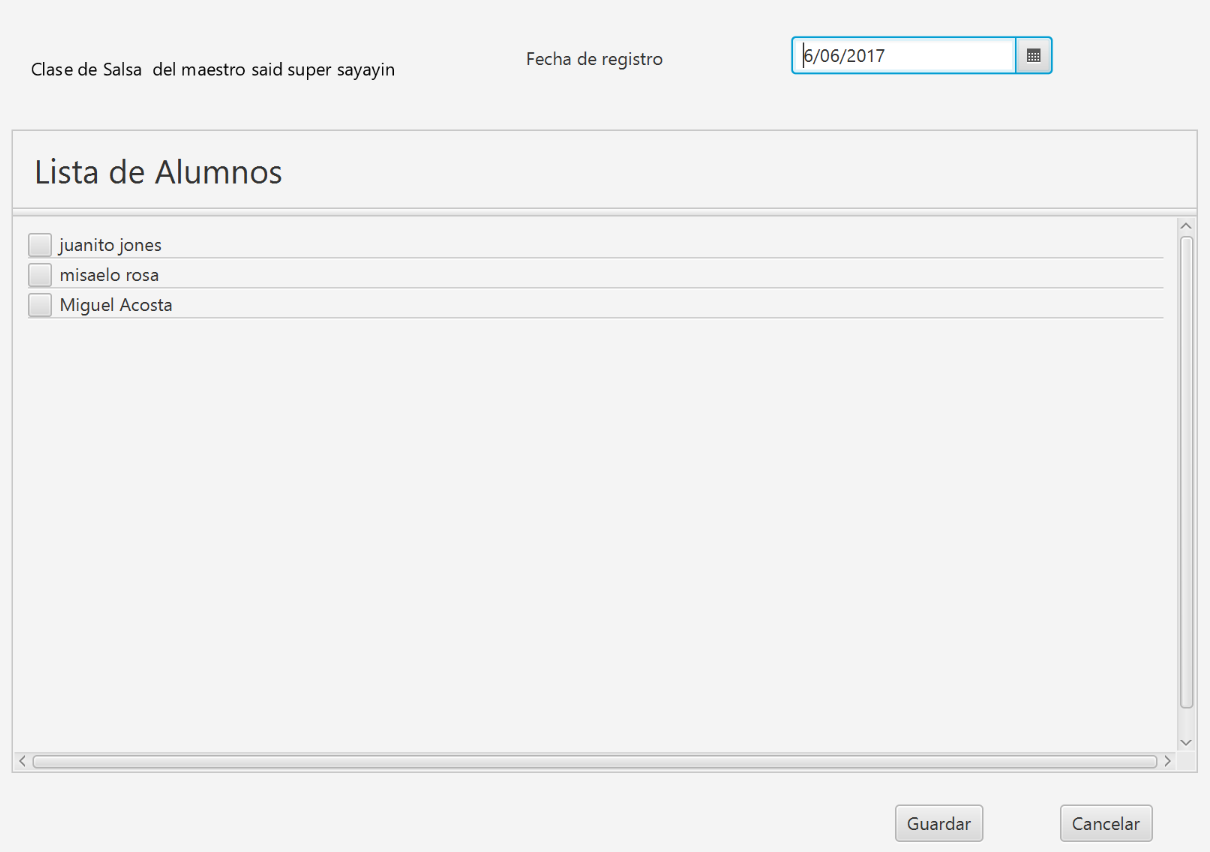 Clase de Salsa  del maestro said super sayayin
Fecha de registro
6/06/2017
Lista de Alumnos
juanito jones
misaelo rosa
Miguel Acosta
Guardar
Cancelar